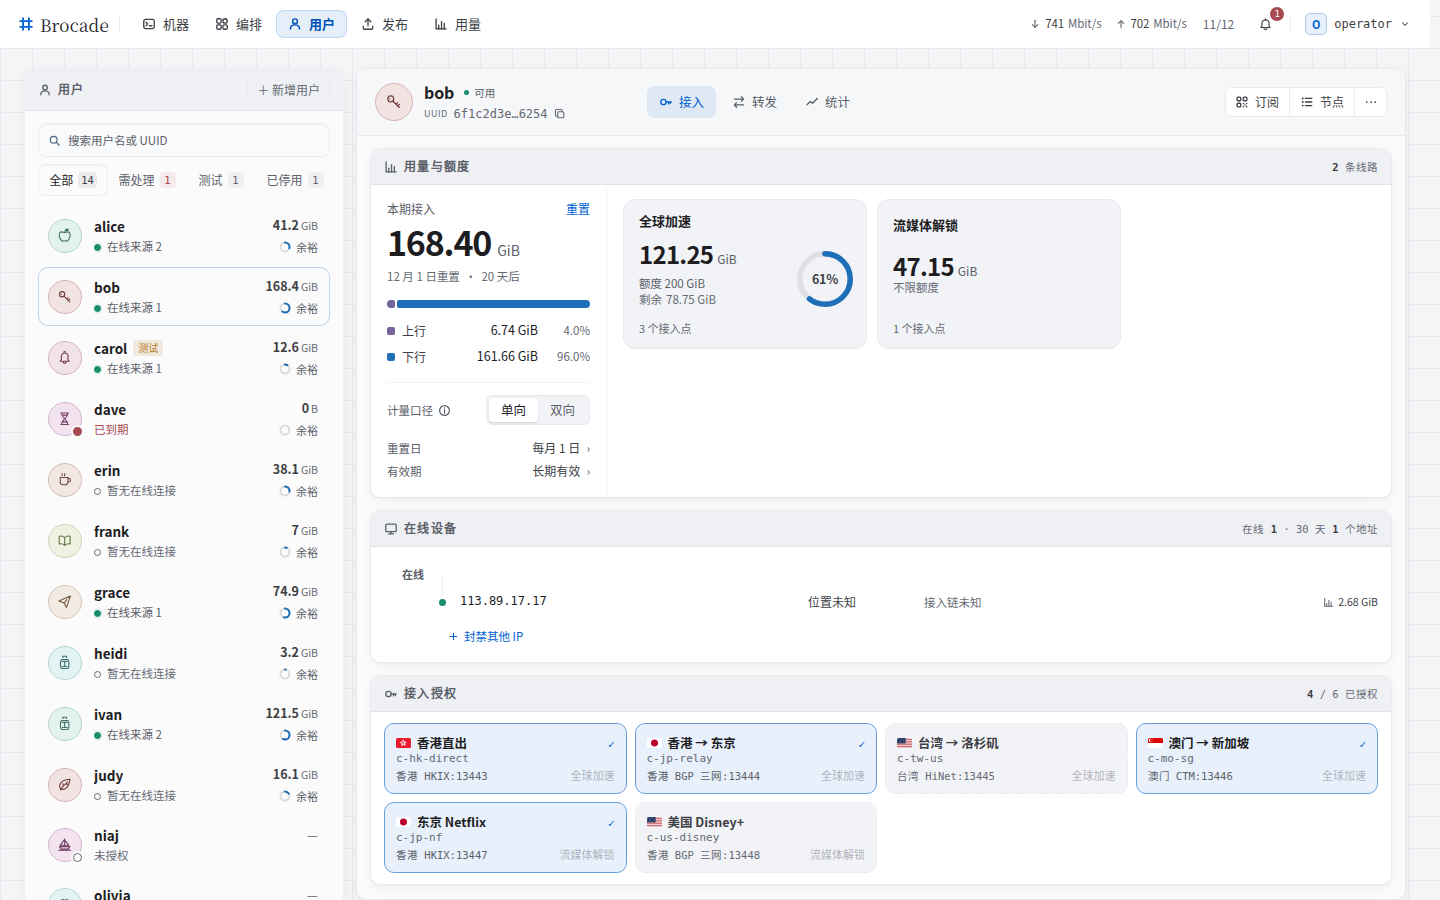 Brocade
机器
编排
用户
发布
用量
741 Mbit/s
702 Mbit/s
11/12
1
O
operator
用户
新增用户
搜索用户名或 UUID
全部 14
需处理 1
测试 1
已停用 1
alice
41.2 GiB
在线来源 2
余裕
bob
168.4 GiB
在线来源 1
余裕
carol 测试
12.6 GiB
在线来源 1
余裕
dave
0 B
已到期
余裕
erin
38.1 GiB
暂无在线连接
余裕
frank
7 GiB
暂无在线连接
余裕
grace
74.9 GiB
在线来源 1
余裕
heidi
3.2 GiB
暂无在线连接
余裕
ivan
121.5 GiB
在线来源 2
余裕
judy
16.1 GiB
暂无在线连接
余裕
niaj
—
未授权
olivia
—
bob 可用
UUID 6f1c2d3e…6254
接入
转发
统计
订阅
节点
用量与额度
2 条线路
本期接入
重置
168.40 GiB
12 月 1 日重置 · 20 天后
上行 6.74 GiB 4.0%
下行 161.66 GiB 96.0%
计量口径
单向
双向
重置日
每月 1 日 ›
有效期
长期有效 ›
全球加速
121.25 GiB
额度 200 GiB
剩余 78.75 GiB
61%
3 个接入点
流媒体解锁
47.15 GiB
不限额度
1 个接入点
在线设备
在线 1 · 30 天 1 个地址
在线
113.89.17.17
位置未知
接入链未知
2.68 GiB
封禁其他 IP
接入授权
4 / 6 已授权
香港直出 ✓
c-hk-direct
香港 HKIX:13443
全球加速
香港 → 东京 ✓
c-jp-relay
香港 BGP 三网:13444
全球加速
台湾 → 洛杉矶
c-tw-us
台湾 HiNet:13445
全球加速
澳门 → 新加坡 ✓
c-mo-sg
澳门 CTM:13446
全球加速
东京 Netflix ✓
c-jp-nf
香港 HKIX:13447
流媒体解锁
美国 Disney+
c-us-disney
香港 BGP 三网:13448
流媒体解锁